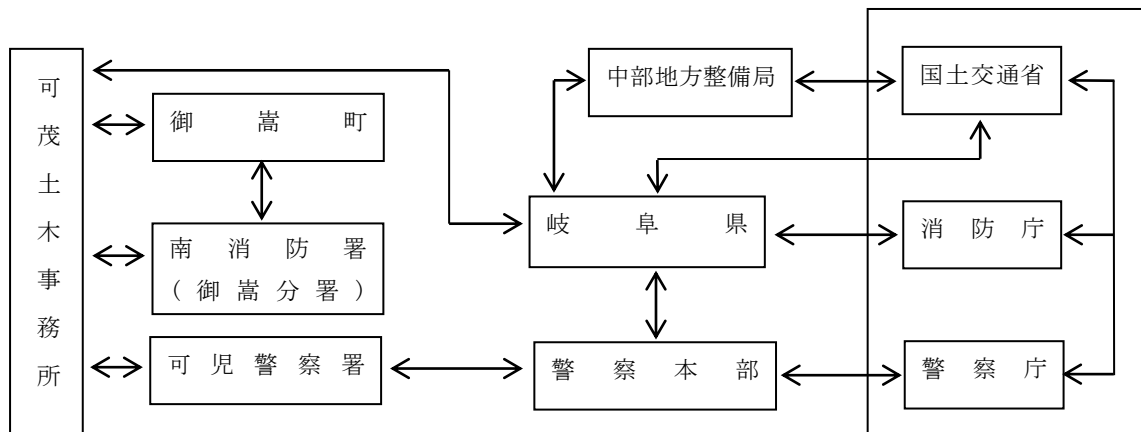 可茂土木事務所
御嵩町
南消防署
(御嵩分署)
可児警察署
中部地方整備局
岐阜県
警察本部
国土交通省
消防庁
警察庁